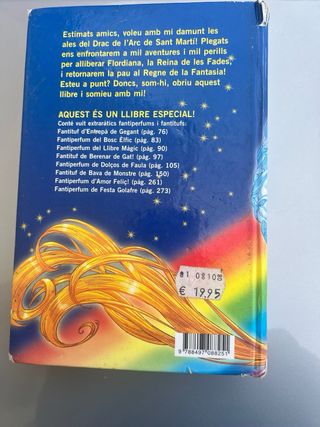 Estimats amics, voleu amb mi damunt les
ales del Drac de l'Arc de Sant Martí! Plegats
ens enfrontarem a mil aventures i mil perills
per alliberar Flordiana, la Reina de les Fades,
i retornarem la pau al Regne de la Fantasia!
Esteu a punt? Doncs, som-hi, obriu aquest
llibre i somieu amb mi!
AQUEST ÉS UN LLIBRE ESPECIAL!
Conté vuit extraràtics fantiperfums i fantitufs:
Fantituf d'Entrepà de Gegant (pàg. 76)
Fantiperfum del Bosc Èlfic (pàg. 83)
Fantiperfum del Llibre Màgic (pàg. 90)
Fantituf de Berenar de Gat! (pàg. 97)
Fantiperfum de Dolços de Faula (pàg. 105)
Fantituf de Bava de Monstre (pàg. 150)
Fantiperfum d'Amor Feliç! (pàg. 261)
Fantiperfum de Festa Golafre (pàg. 273)
€ 19,95
9 788497 088251